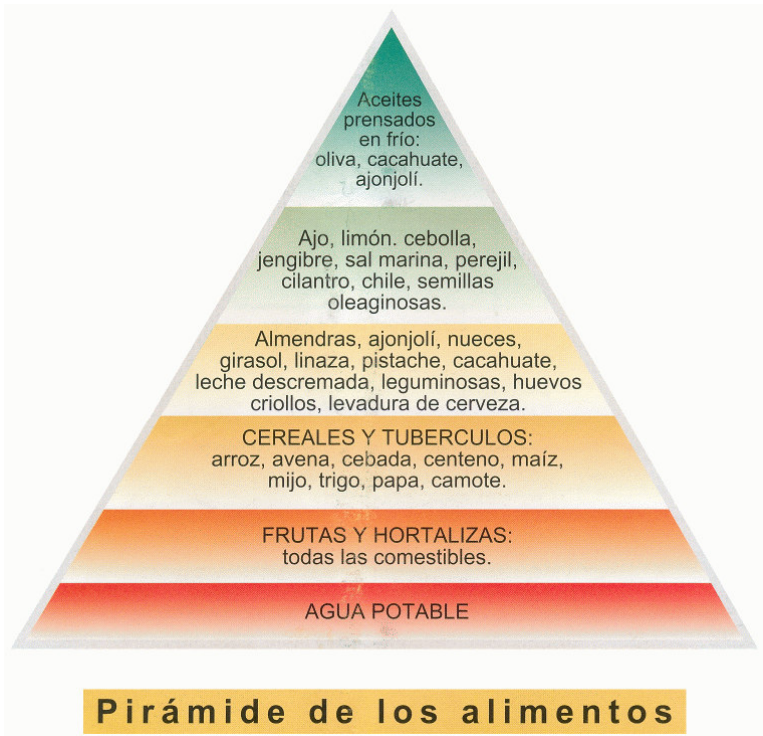 Aceites
prensados
en frío:
oliva, cacahuate,
ajonjolí.
Ajo, limón. cebolla,
jengibre, sal marina, perejil,
cilantro, chile, semillas
oleaginosas.
Almendras, ajonjolí, nueces,
girasol, linaza, pistache, cacahuate,
leche descremada, leguminosas, huevos
criollos, levadura de cerveza.
CEREALES Y TUBERCULOS:
arroz, avena, cebada, centeno, maíz,
mijo, trigo, papa, camote.
FRUTAS Y HORTALIZAS:
todas las comestibles.
AGUA POTABLE
Pirámide de los alimentos